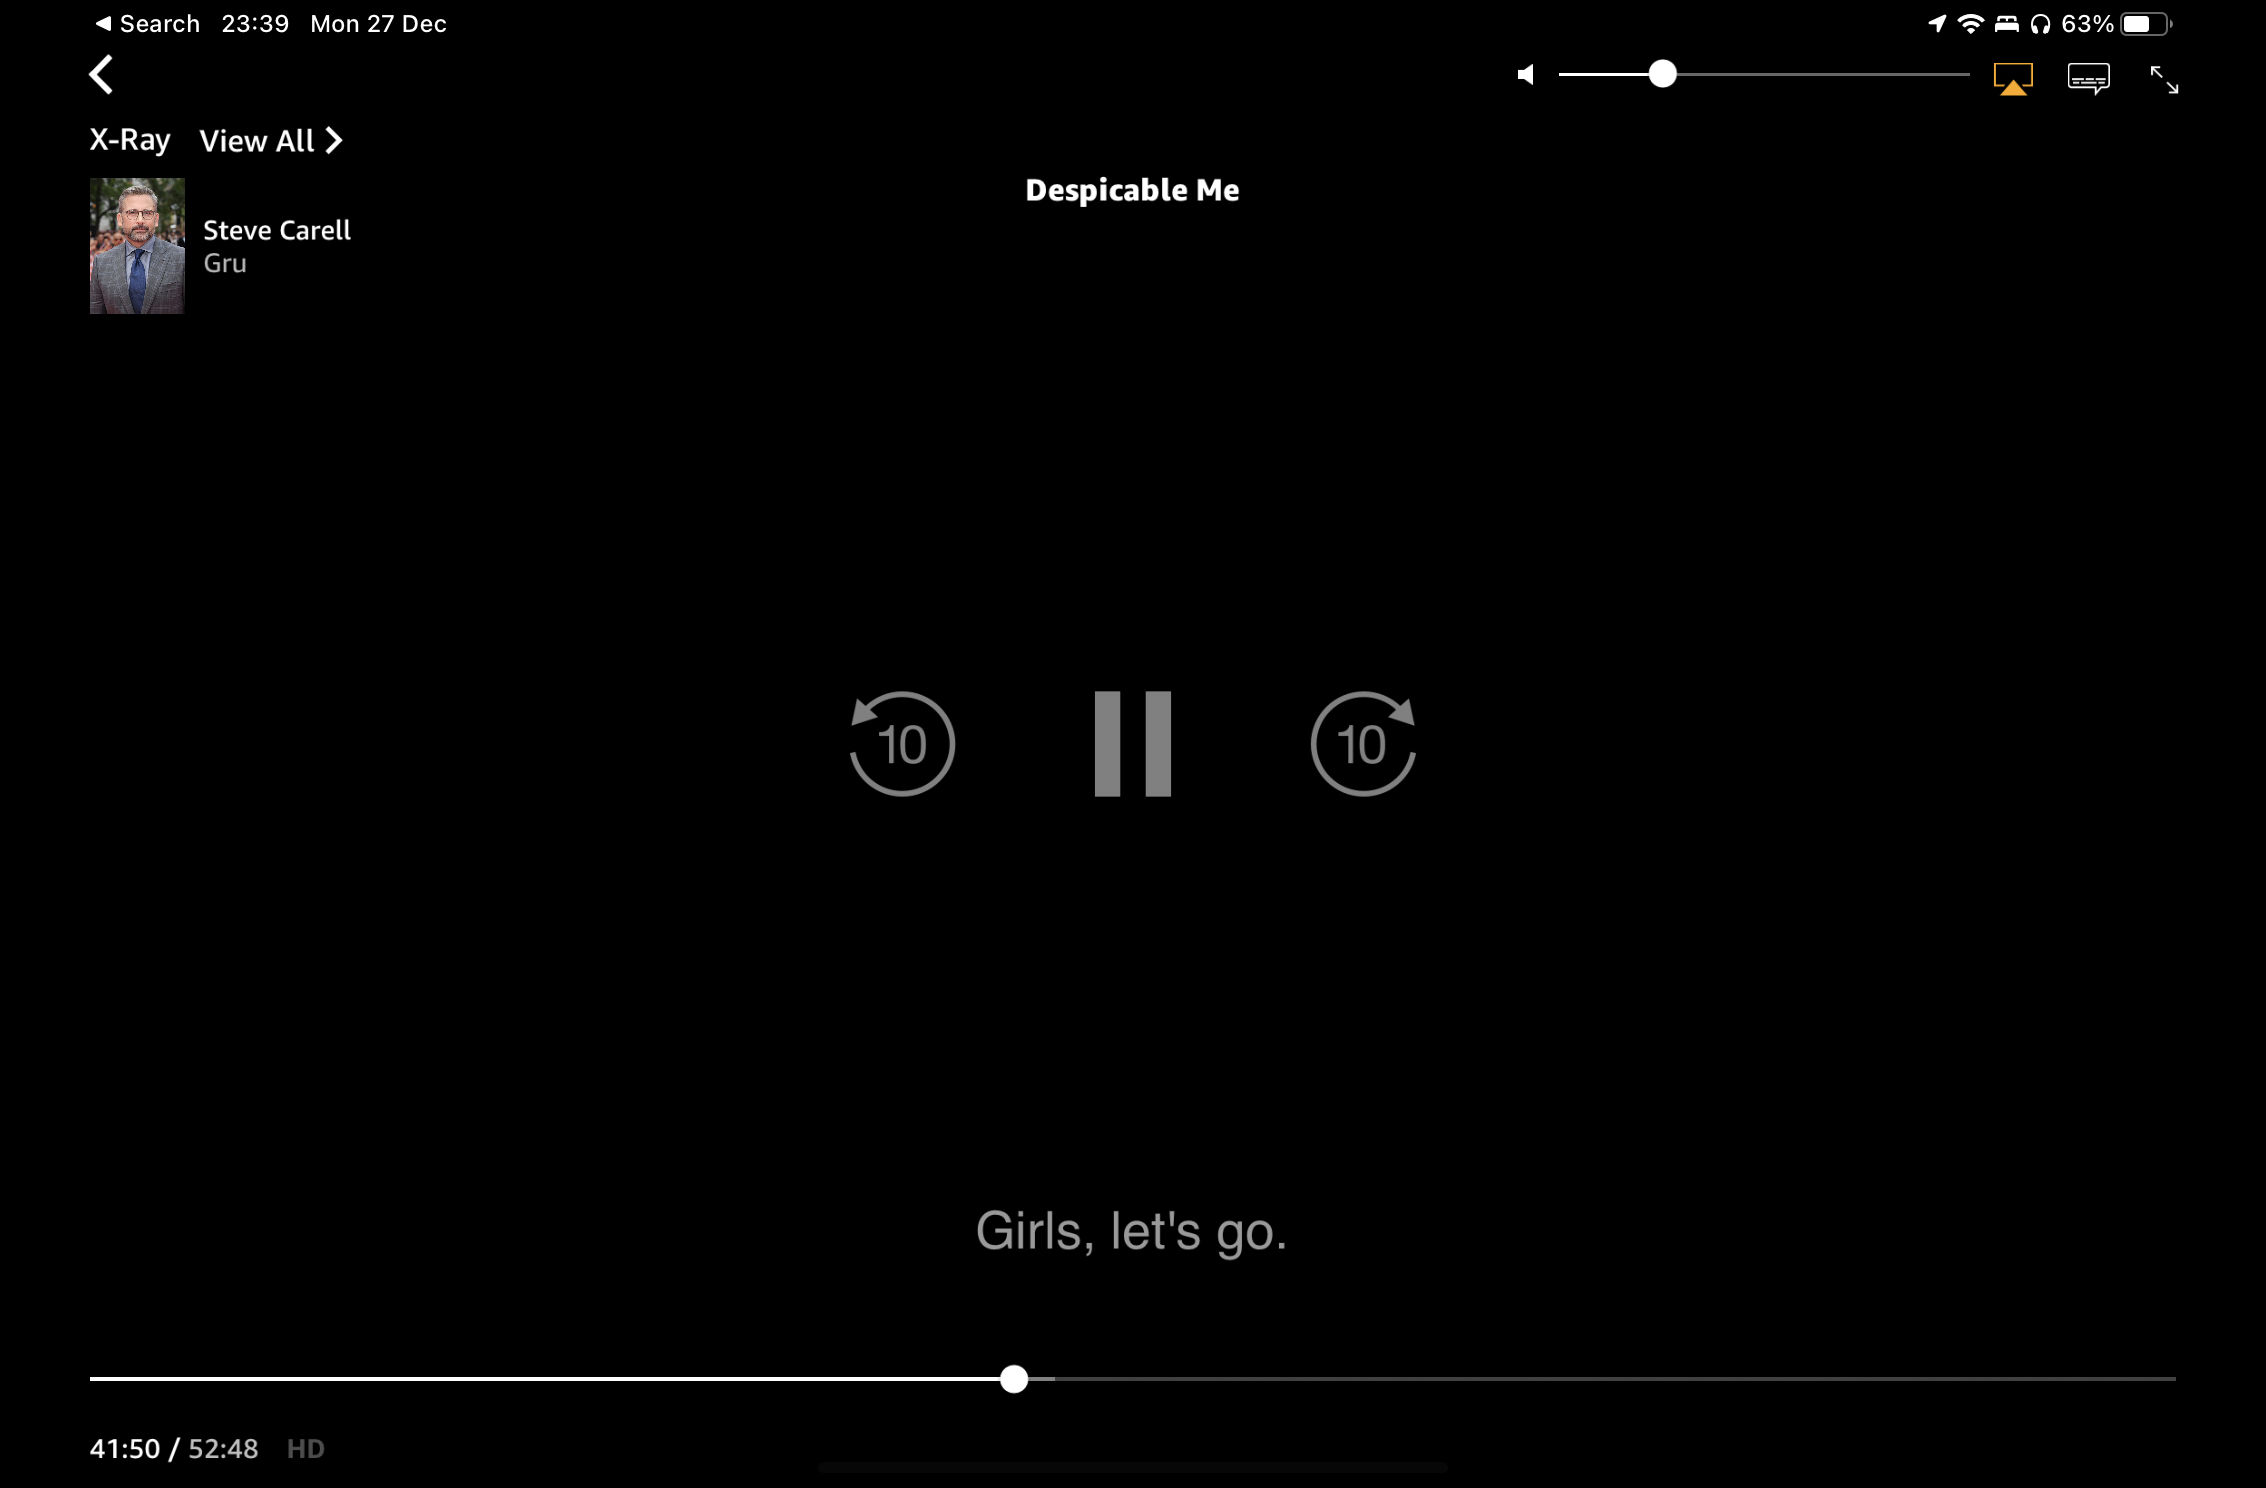 Search 23:39 Mon 27 Dec
63%
X-Ray View All
Despicable Me
Steve Carell
Gru
10
10
Girls, let's go.
41:50 / 52:48 HD